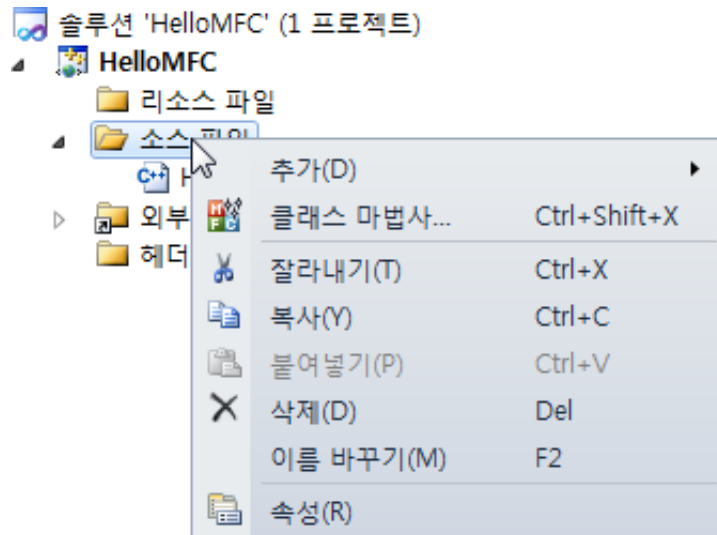 솔루션 'HelloMFC' (1 프로젝트)
HelloMFC
리소스 파일
소스 파일
추가(D)
클래스 마법사... Ctrl+Shift+X
외부
헤더
잘라내기(T) Ctrl+X
복사(Y) Ctrl+C
붙여넣기(P) Ctrl+V
삭제(D) Del
이름 바꾸기(M) F2
속성(R)